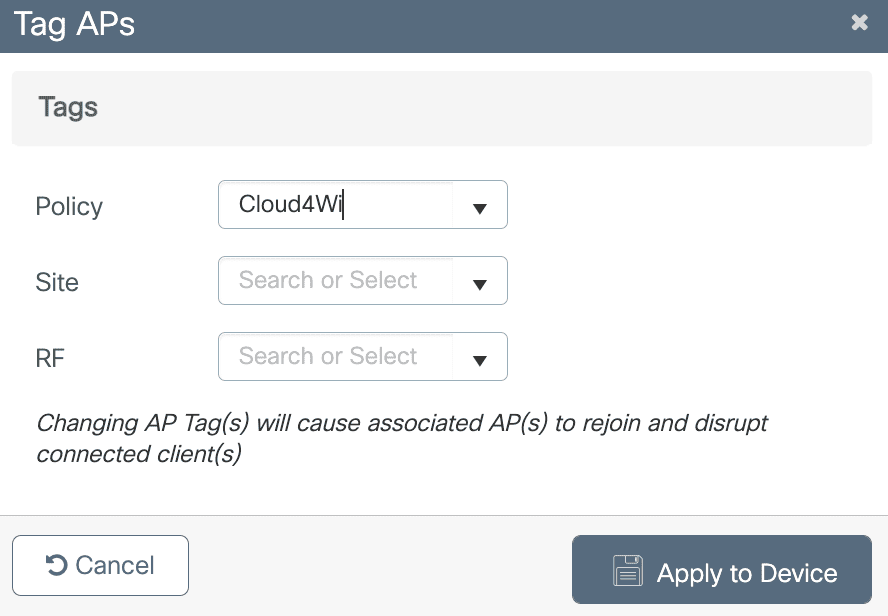 Tag APs
Tags
Policy Cloud4Wi
Site Search or Select
RF Search or Select
Changing AP Tag(s) will cause associated AP(s) to rejoin and disrupt
connected client(s)
Cancel Apply to Device